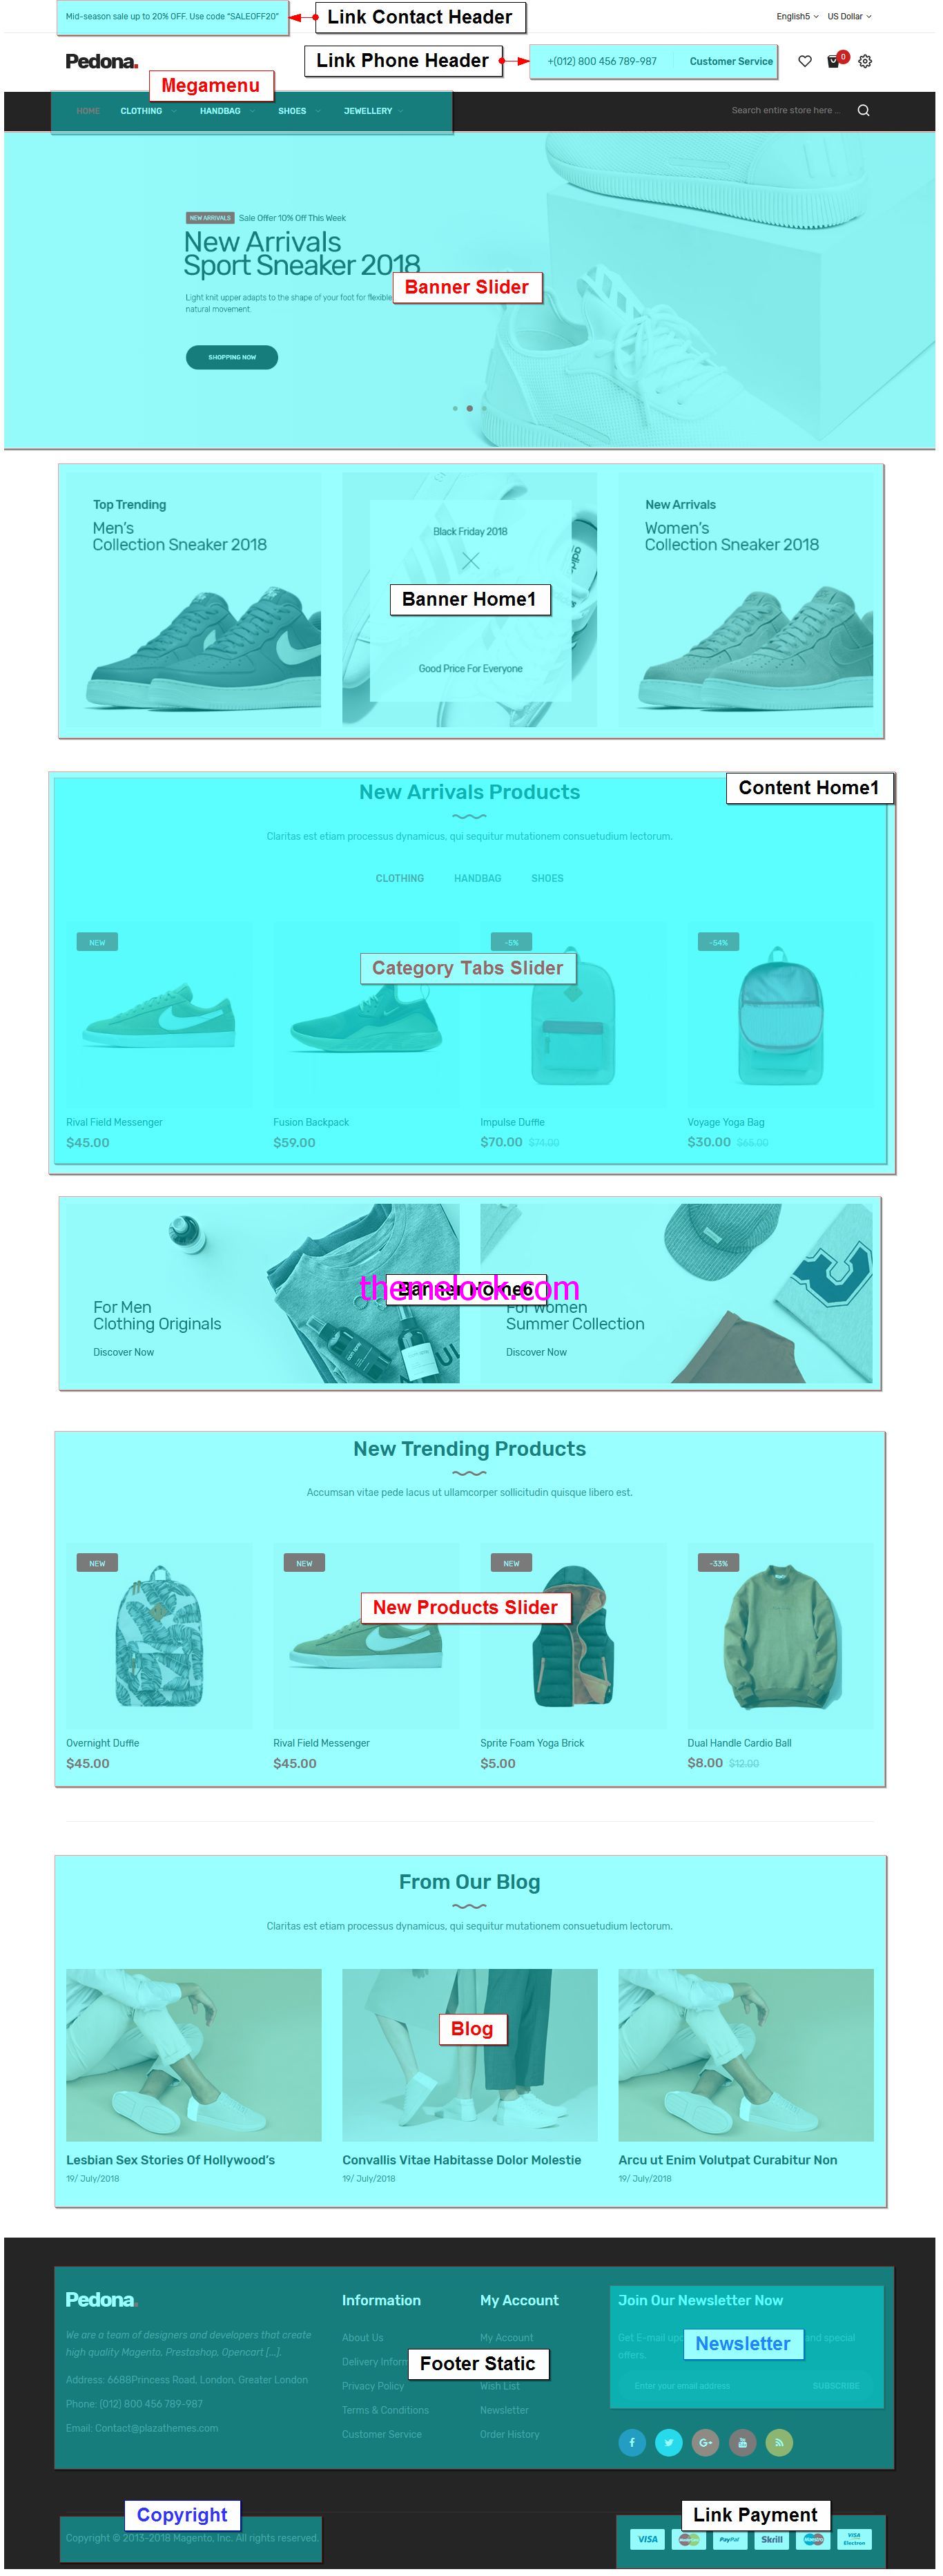 Mid-season sale up to 20% OFF. Use code "SALEOFF20"
Link Contact Header
English5
US Dollar
Pedona.
Link Phone Header
+(012) 800 456 789-987
Customer Service
0
Megamenu
HOME
CLOTHING
HANDBAG
SHOES
JEWELLERY
Search entire store here ...
NEW ARRIVALS
Sale Offer 10% Off This Week
New Arrivals
Sport Sneaker 2018
Banner Slider
Light knit upper adapts to the shape of your foot for flexible
natural movement.
SHOPPING NOW
Top Trending
Men's
Collection Sneaker 2018
Black Friday 2018
Good Price For Everyone
New Arrivals
Women's
Collection Sneaker 2018
Banner Home1
Content Home1
New Arrivals Products
Claritas est etiam processus dynamicus, qui sequitur mutationem consuetudium lectorum.
CLOTHING
HANDBAG
SHOES
NEW
-5%
-54%
Category Tabs Slider
Rival Field Messenger
$45.00
Fusion Backpack
$59.00
Impulse Duffle
$70.00 $74.00
Voyage Yoga Bag
$30.00 $65.00
Banner Home6
themelock.com
For Men
Clothing Originals
Discover Now
For Women
Summer Collection
Discover Now
New Trending Products
Accumsan vitae pede lacus ut ullamcorper sollicitudin quisque libero est.
NEW
NEW
NEW
-33%
New Products Slider
Overnight Duffle
$45.00
Rival Field Messenger
$45.00
Sprite Foam Yoga Brick
$5.00
Dual Handle Cardio Ball
$8.00 $12.00
From Our Blog
Claritas est etiam processus dynamicus, qui sequitur mutationem consuetudium lectorum.
Blog
Lesbian Sex Stories Of Hollywood's
19/ July/2018
Convallis Vitae Habitasse Dolor Molestie
19/ July/2018
Arcu ut Enim Volutpat Curabitur Non
19/ July/2018
Pedona.
We are a team of designers and developers that create
high quality Magento, Prestashop, Opencart [...].
Address: 6688Princess Road, London, Greater London
Phone: (012) 800 456 789-987
Email: Contact@plazathemes.com
Information
About Us
Delivery
Privacy Policy
Terms & Conditions
Customer Service
My Account
My Account
Wish List
Newsletter
Order History
Footer Static
Join Our Newsletter Now
Get E-mail and special
offers.
Newsletter
Enter your email address
SUBSCRIBE
Copyright
Copyright © 2013-2018 Magento, Inc. All rights reserved.
Link Payment
VISA
PayPal
Skrill
Maestro
VISA
Electron